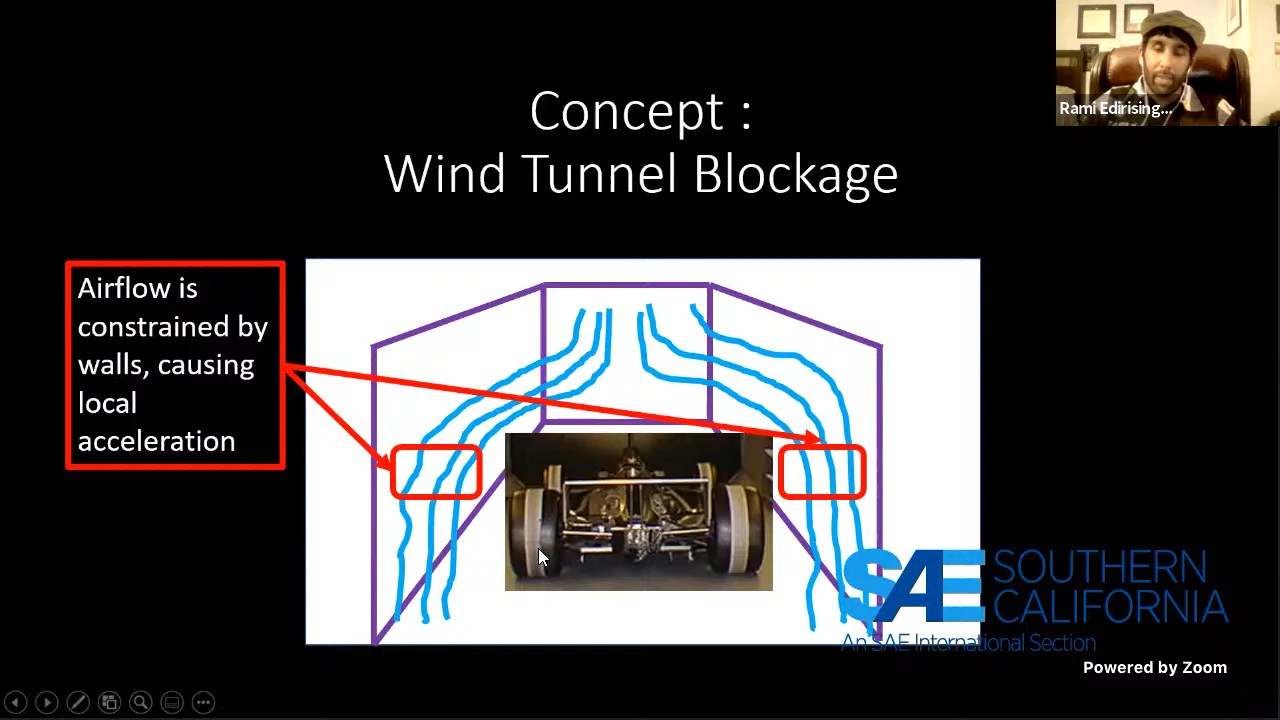 Concept :
Wind Tunnel Blockage
Rami Edirising...
Airflow is
constrained by
walls, causing
local
acceleration
SAE SOUTHERN
CALIFORNIA
An SAE International Section
Powered by Zoom